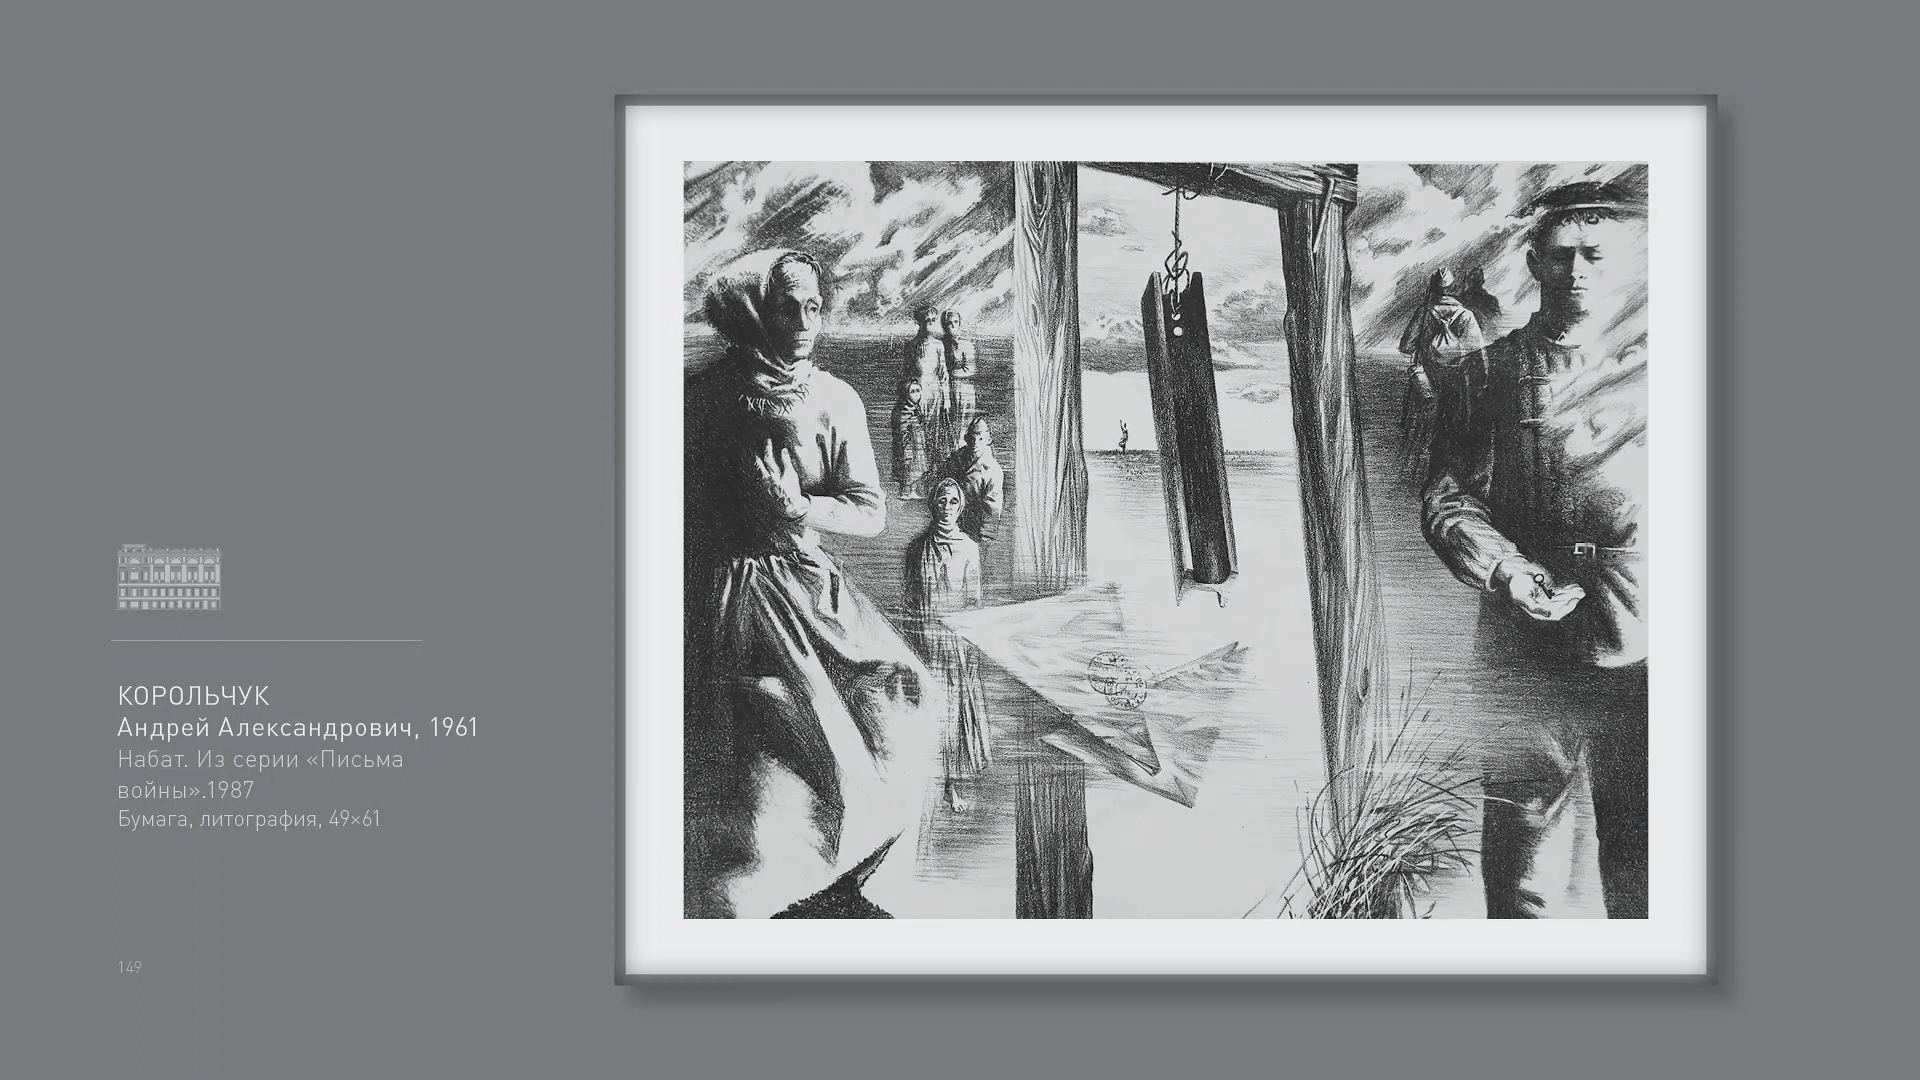 КОРОЛЬЧУК
Андрей Александрович, 1961
Набат. Из серии «Письма
войны».1987
Бумага, литография, 49×61
149